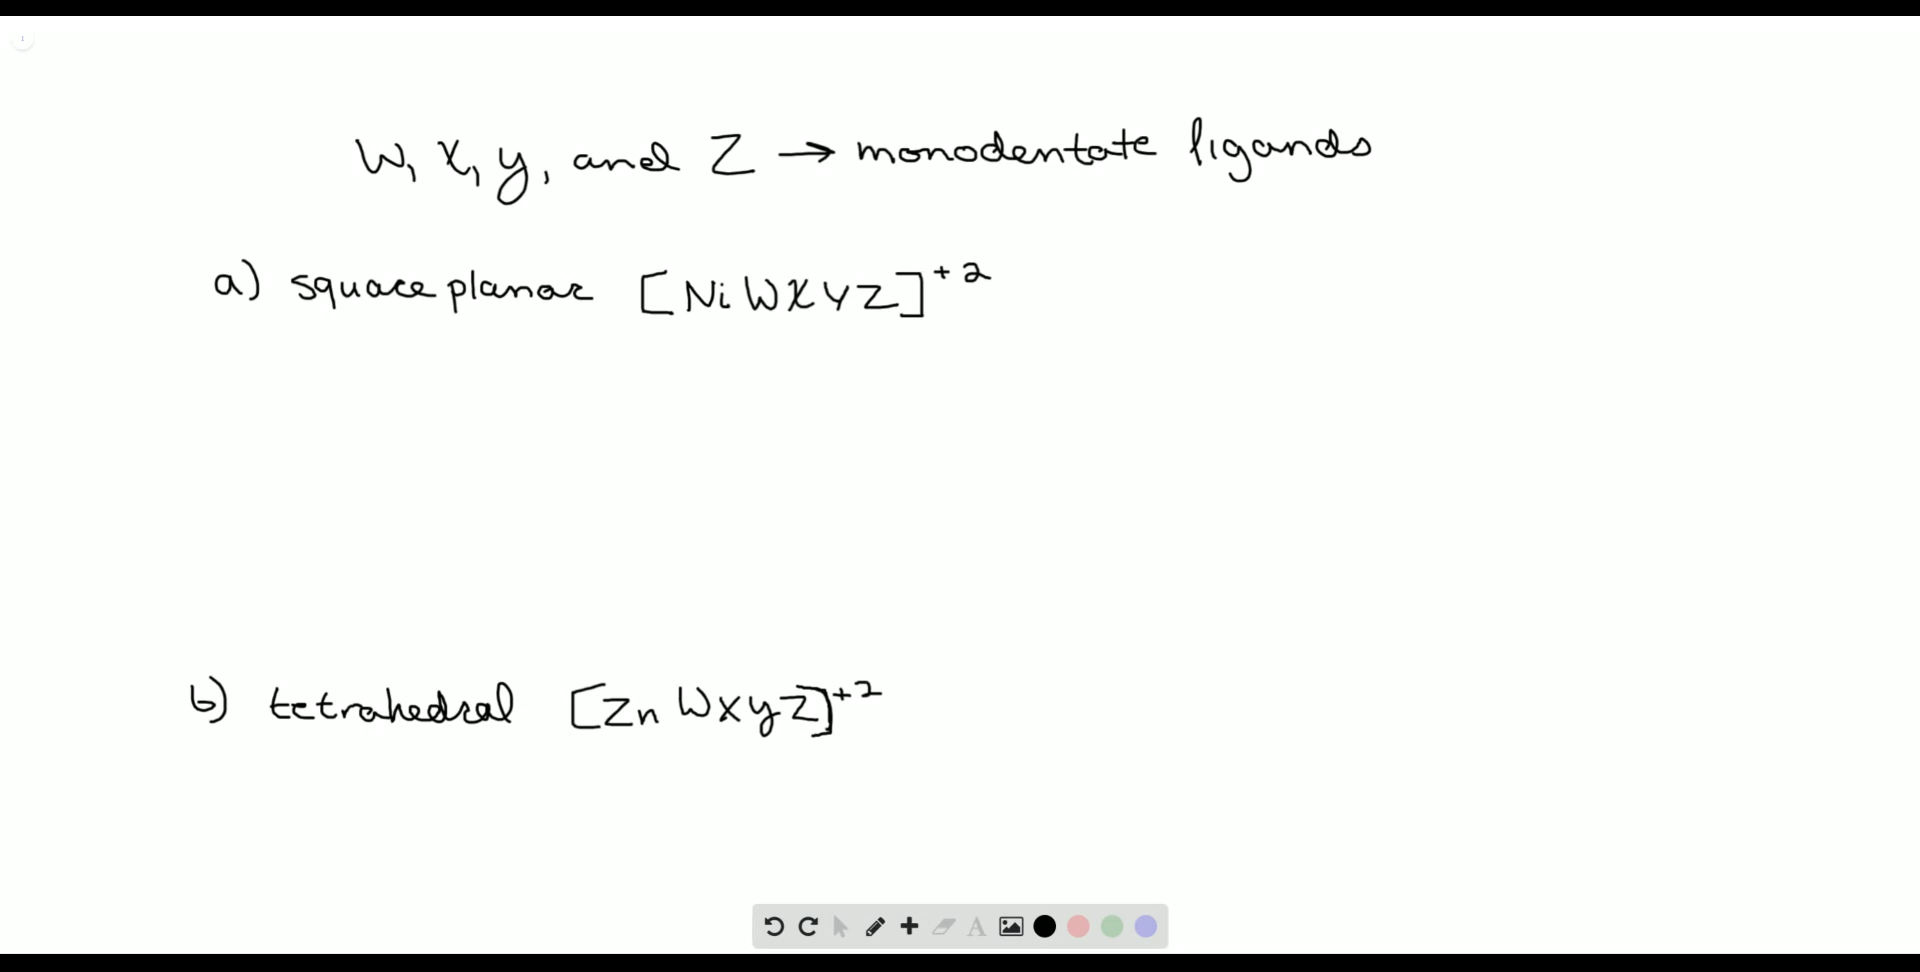 W, X, y, and Z → monodentate ligands
a) square planar [Ni W X Y Z]+2
b) tetrahedral [Zn W X y Z]+2